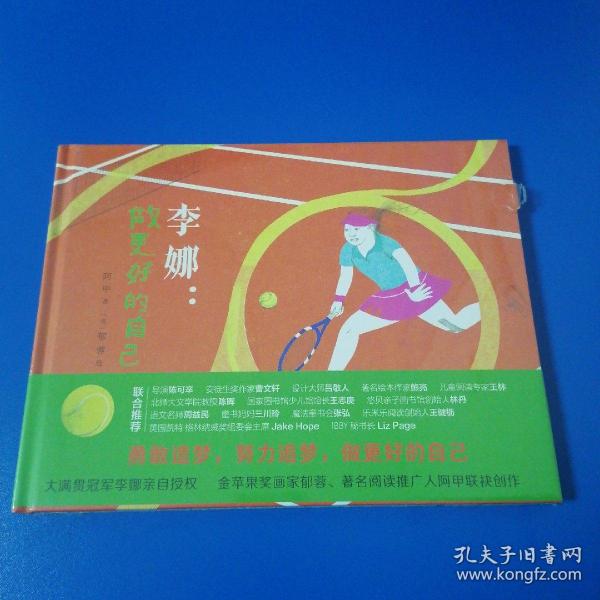 李娜：
做更好的自己
阿甲 著
郁蓉 绘
联合推荐
导演陈可辛 安徒生奖作家曹文轩 设计大师吕敬人 著名绘本作家熊亮 儿童阅读专家王林
北师大文学院教授陈晖 国家图书馆少儿馆馆长王志庚 悠贝亲子图书馆创始人林丹
语文名师周益民 童书妈妈三川玲 魔法童书会张弘 乐米乐阅读创始人王晓杨
英国凯特·格林纳威奖组委会主席 Jake Hope IBBY 秘书长 Liz Page
勇敢追梦，努力追梦，做更好的自己
大满贯冠军李娜亲自授权 金苹果奖画家郁蓉、著名阅读推广人阿甲联袂创作
孔夫子旧书网
www.kongfz.com